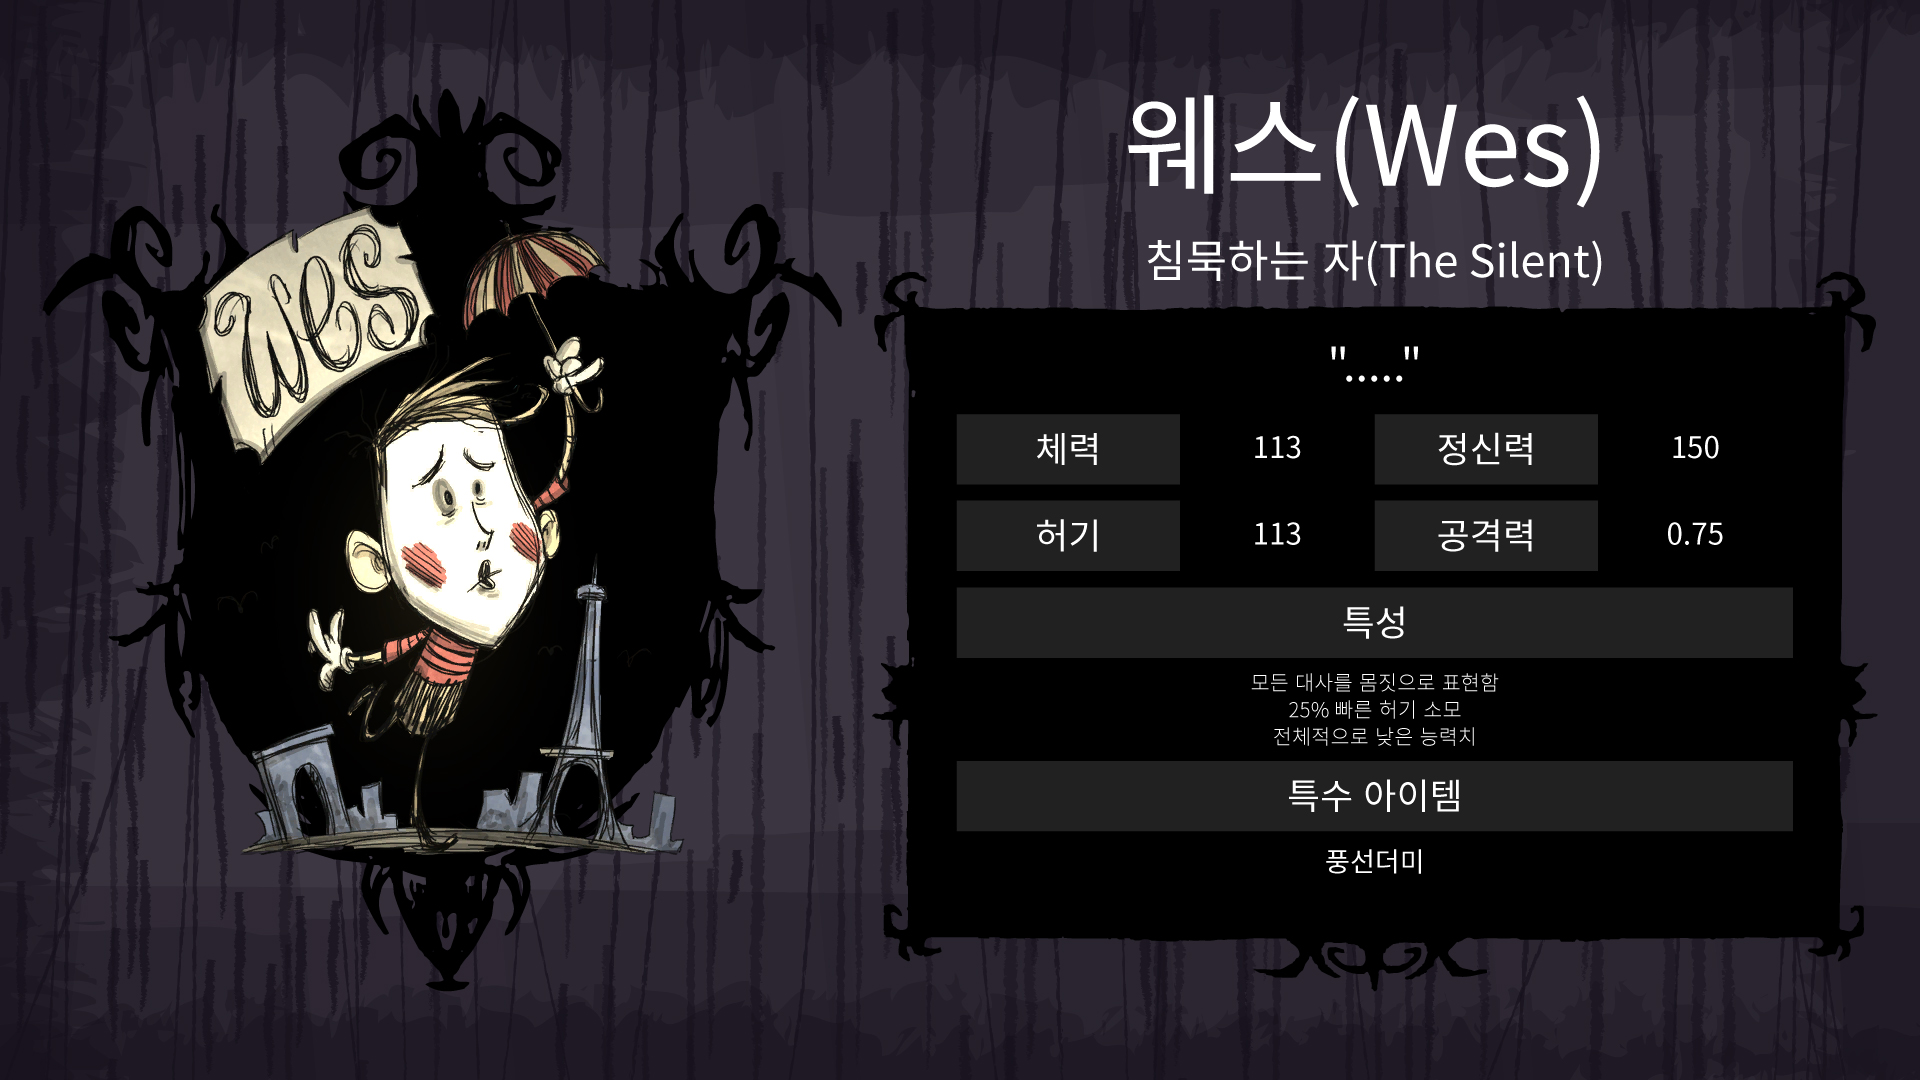 Wes
웨스(Wes)
침묵하는 자(The Silent)
"....."
체력 113 정신력 150
허기 113 공격력 0.75
특성
모든 대사를 몸짓으로 표현함
25% 빠른 허기 소모
전체적으로 낮은 능력치
특수 아이템
풍선더미